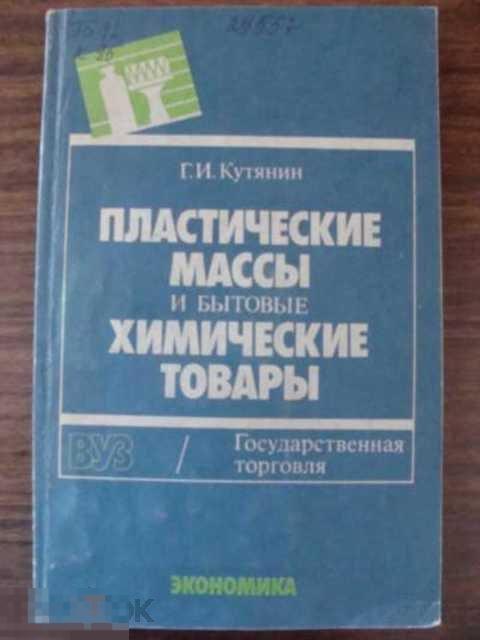 Г.И. Кутянин
ПЛАСТИЧЕСКИЕ
МАССЫ
И БЫТОВЫЕ
ХИМИЧЕСКИЕ
ТОВАРЫ
ВУЗ / Государственная
торговля
ЭКОНОМИКА